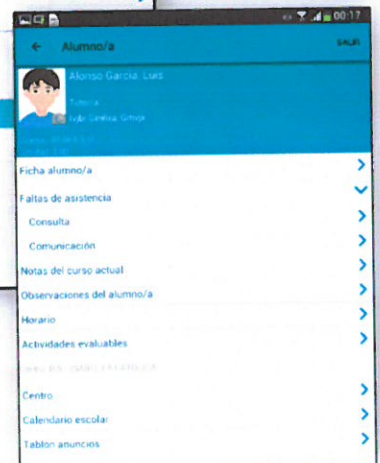 00:17
Alumno/a
SALIR
Alonso García, Luis
Tutor/a
Ficha alumno/a
Faltas de asistencia
Consulta
Comunicación
Notas del curso actual
Observaciones del alumno/a
Horario
Actividades evaluables
Centro
Calendario escolar
Tablón anuncios